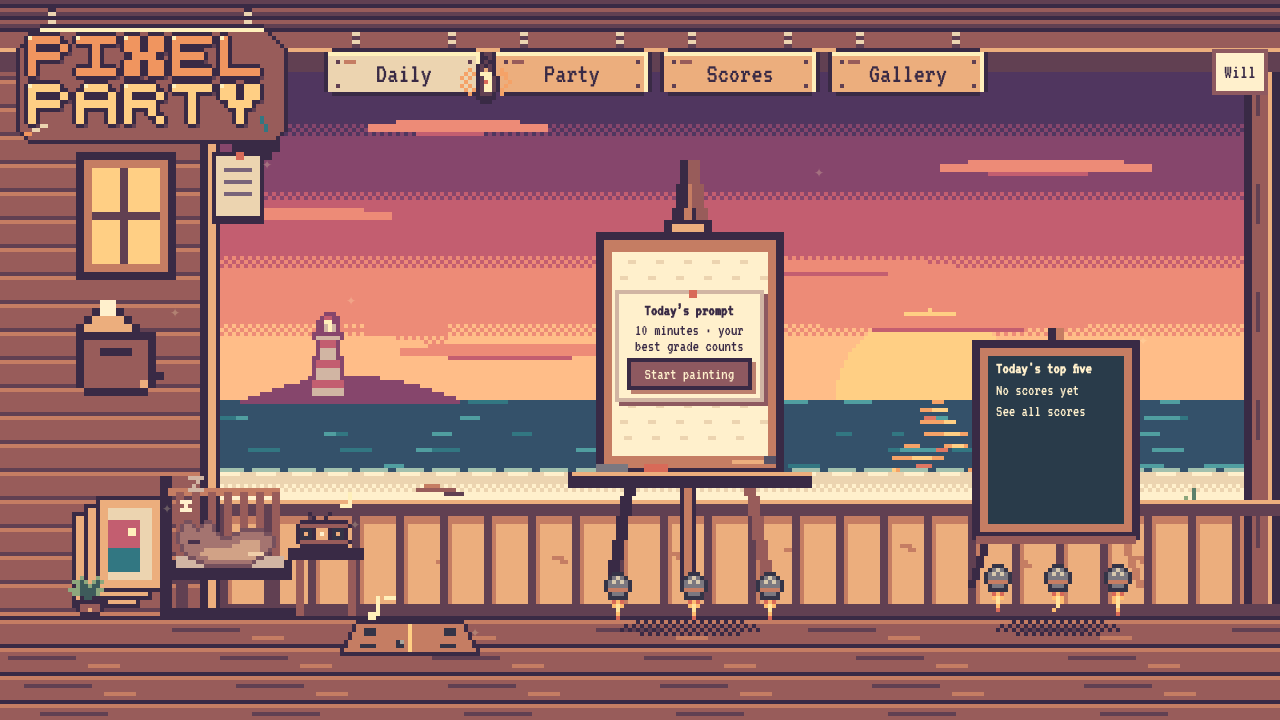 PIXEL
PARTY
Daily
Party
Scores
Gallery
Will
Today's prompt
10 minutes · your
best grade counts
Start painting
Today's top five
No scores yet
See all scores